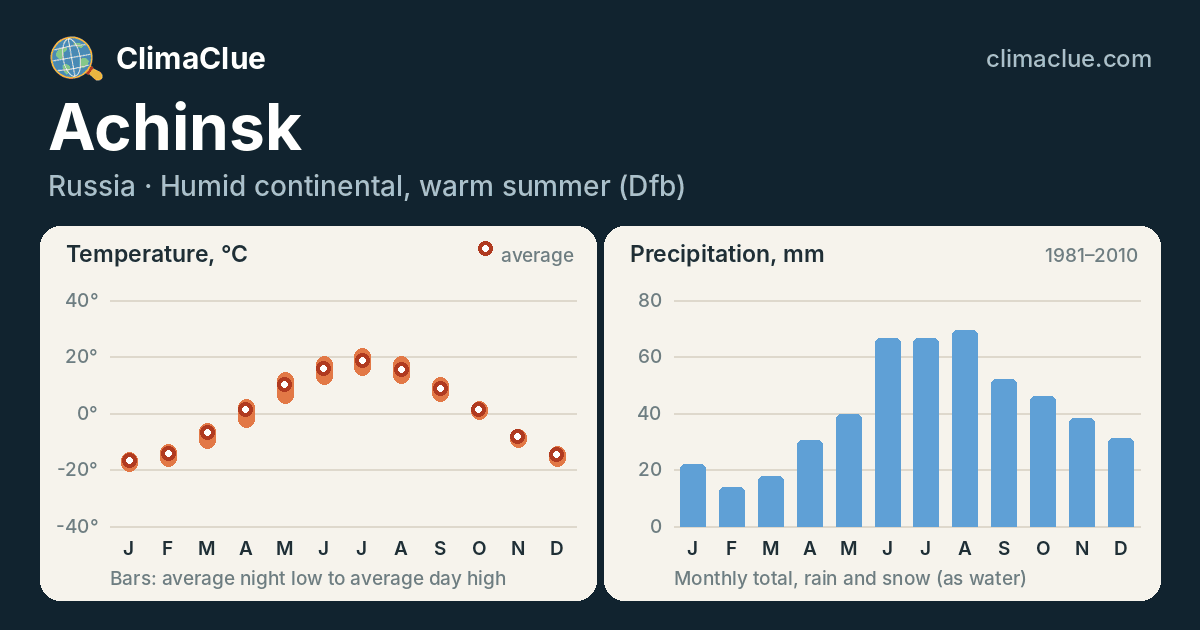 ClimaClue
climaclue.com
Achinsk
Russia · Humid continental, warm summer (Dfb)
Temperature, °C
average
40°
20°
0°
-20°
-40°
J F M A M J J A S O N D
Bars: average night low to average day high
Precipitation, mm
1981–2010
80
60
40
20
0
J F M A M J J A S O N D
Monthly total, rain and snow (as water)